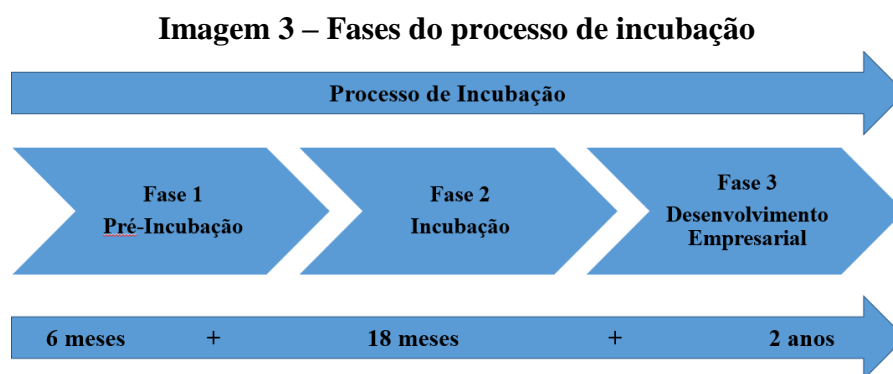 Imagem 3 – Fases do processo de incubação
Processo de Incubação
Fase 1
Pré-Incubação
Fase 2
Incubação
Fase 3
Desenvolvimento
Empresarial
6 meses + 18 meses + 2 anos